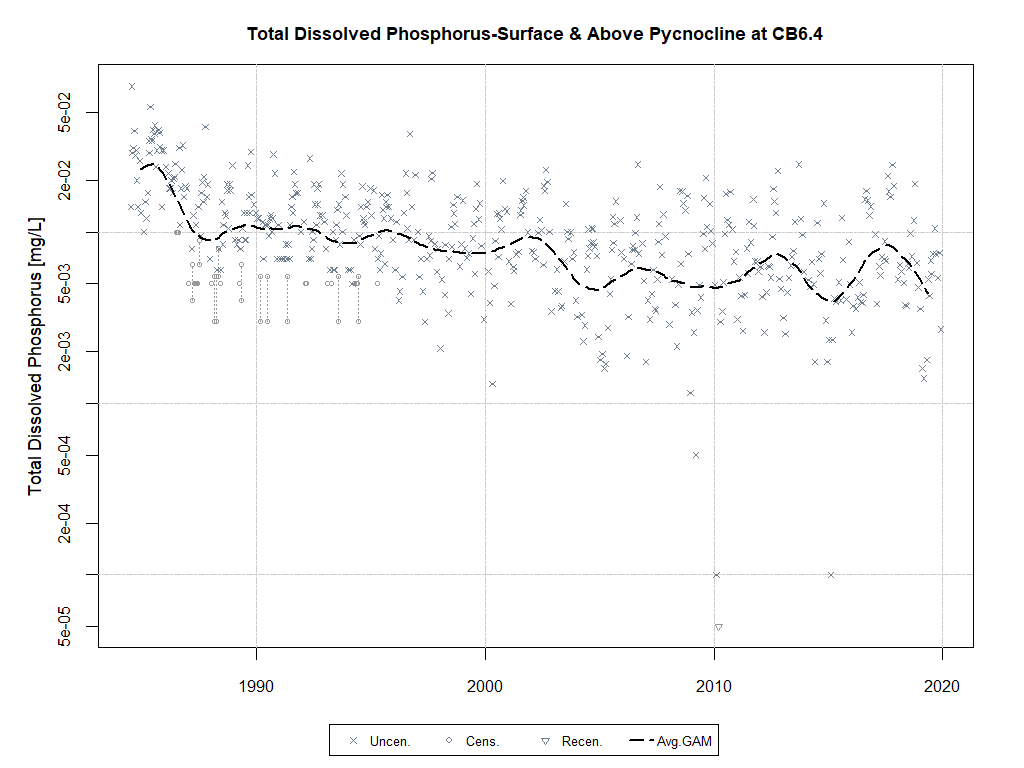 Total Dissolved Phosphorus-Surface & Above Pycnocline at CB6.4
Total Dissolved Phosphorus [mg/L]
5e-02
2e-02
5e-03
2e-03
5e-04
2e-04
5e-05
1990 2000 2010 2020
Uncen. Cens. Recen. Avg.GAM